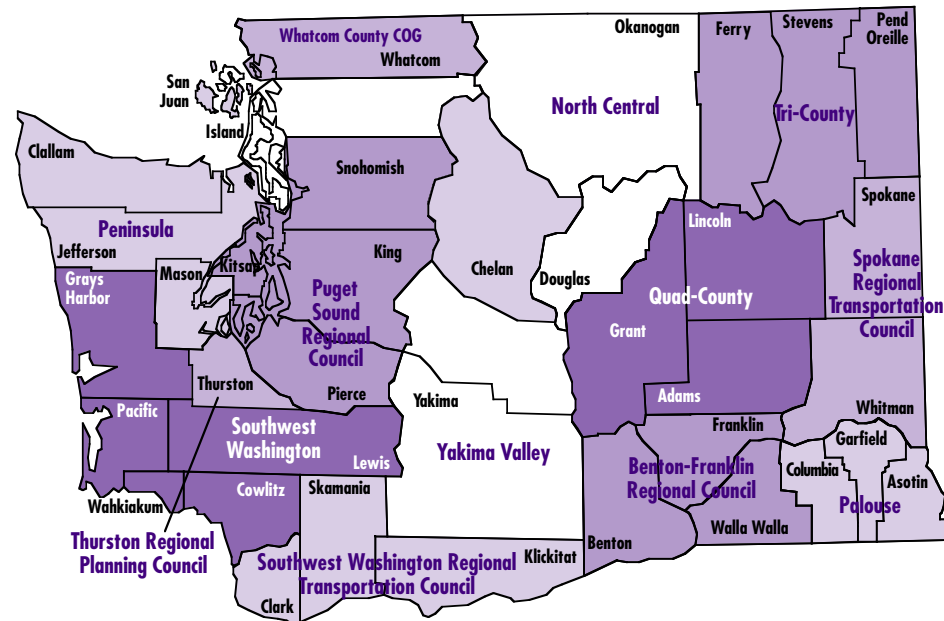 Whatcom County COG
Whatcom
Okanogan
Ferry
Stevens
Pend
Oreille
San
Juan
Island
North Central
Tri-County
Clallam
Snohomish
Spokane
Peninsula
Jefferson
Lincoln
King
Mason
Kitsap
Grays
Harbor
Chelan
Douglas
Puget
Sound
Regional
Council
Quad-County
Spokane
Regional
Transportation
Council
Grant
Thurston
Pierce
Yakima
Adams
Pacific
Southwest
Washington
Lewis
Franklin
Whitman
Garfield
Yakima Valley
Benton-Franklin
Regional Council
Columbia
Asotin
Palouse
Cowlitz
Skamania
Wahkiakum
Walla Walla
Thurston Regional
Planning Council
Benton
Klickitat
Southwest Washington Regional
Transportation Council
Clark